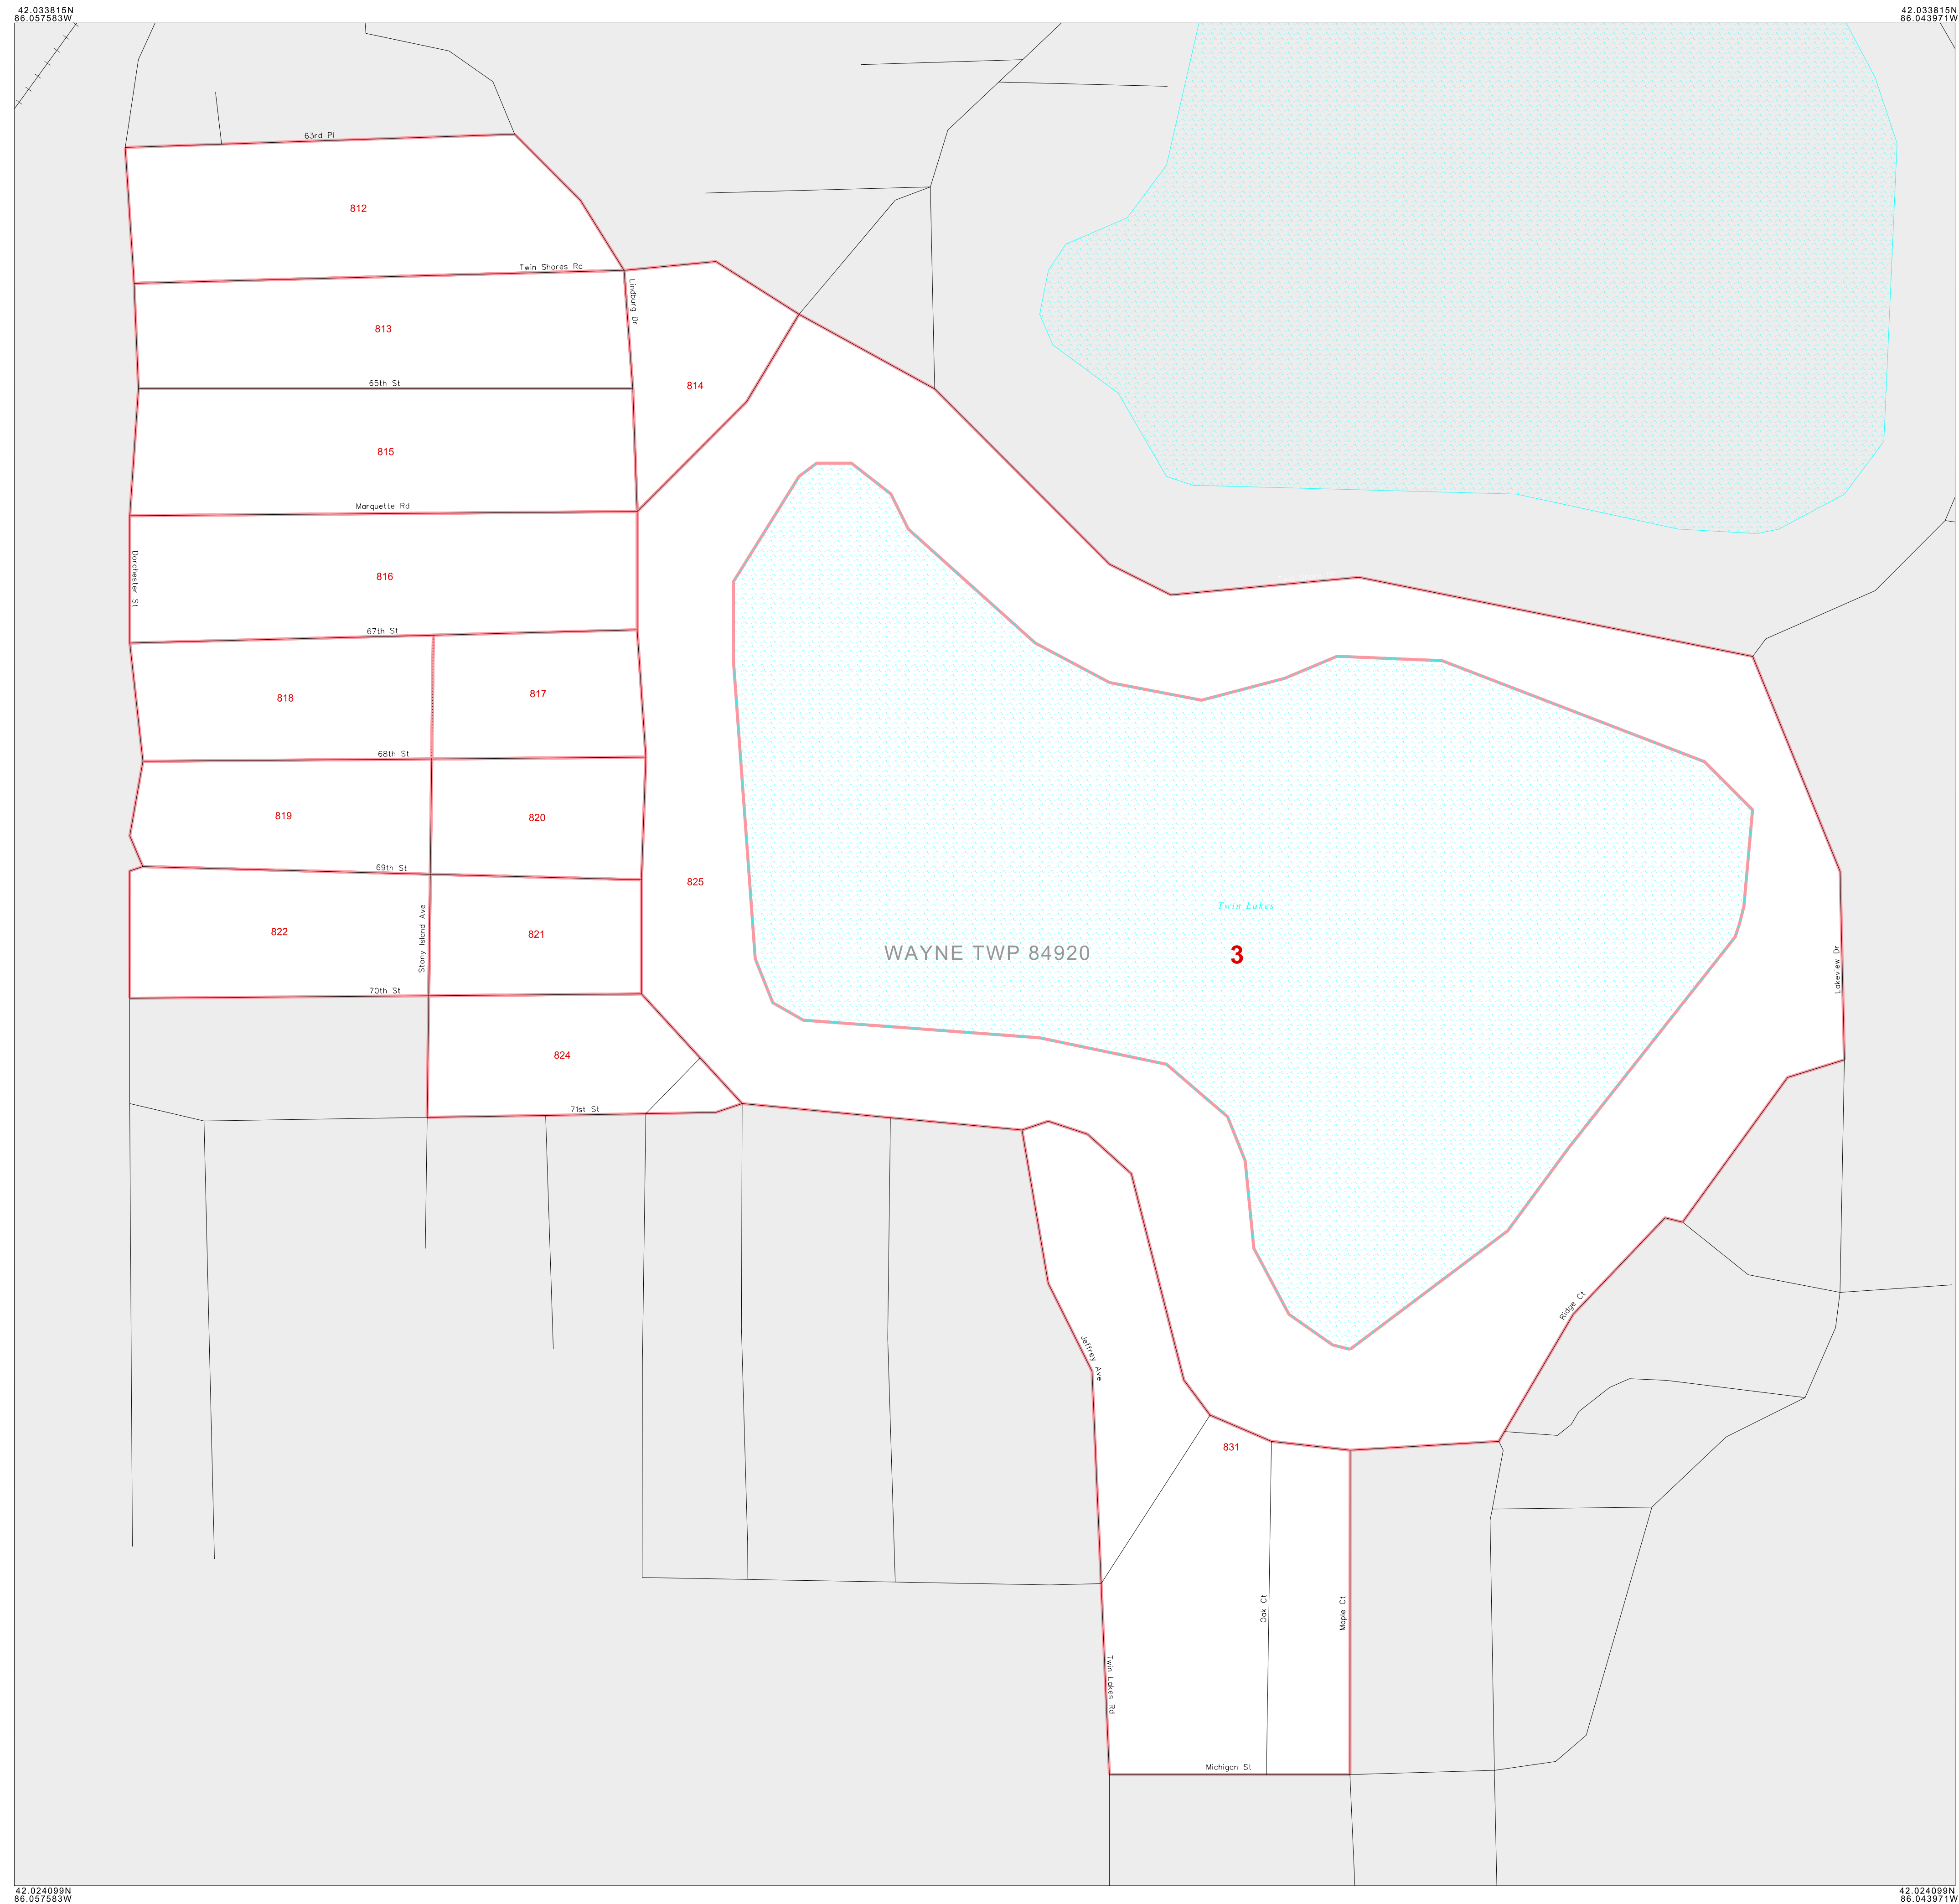 42.033815N
86.057583W
42.033815N
86.043971W
63rd Pl
812
Twin Shores Rd
Lindburg Dr
813
814
65th St
815
Marquette Rd
Dorchester St
816
67th St
818
817
68th St
819
820
825
69th St
Twin Lakes
Stony Island Ave
822
821
WAYNE TWP 84920
3
Lakeview Dr
70th St
824
71st St
Ridge Ct
Jeffrey Ave
831
Oak Ct
Maple Ct
Twin Lakes Rd
Michigan St
42.024099N
86.057583W
42.024099N
86.043971W